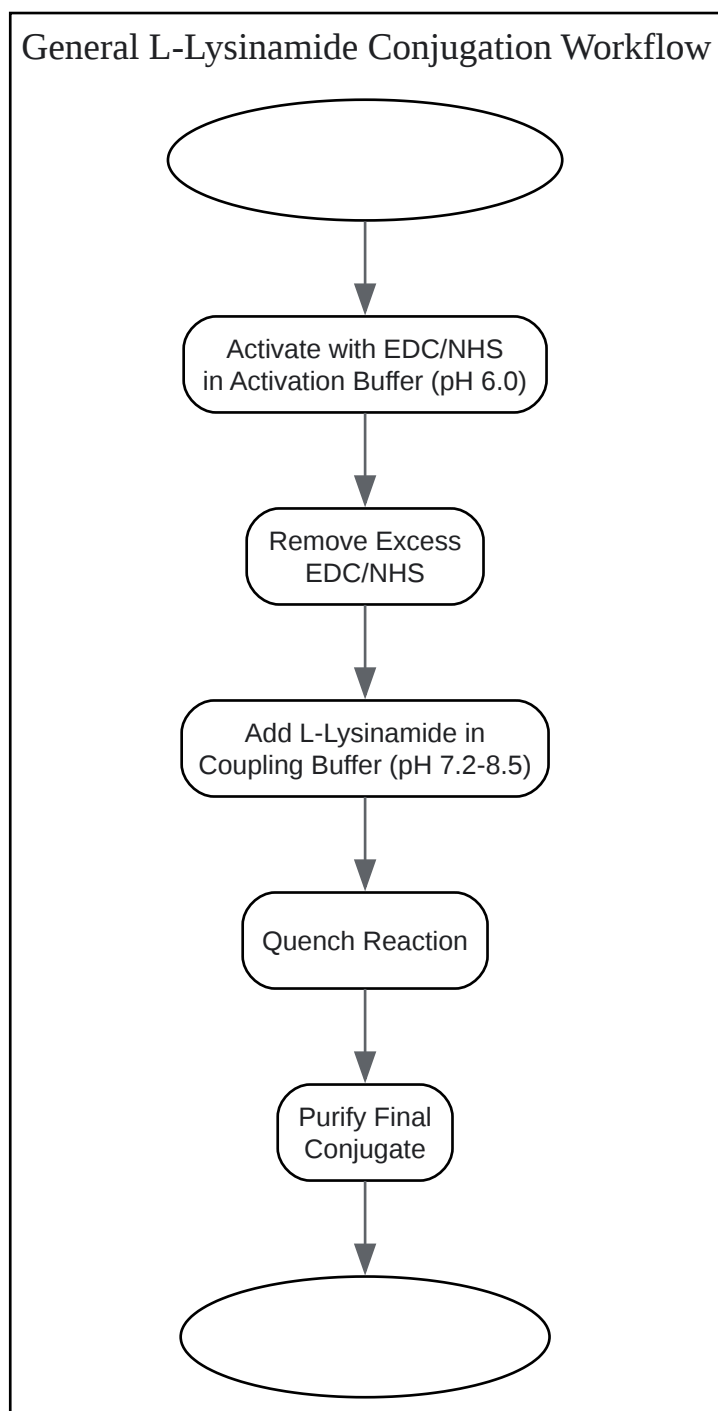 General L-Lysinamide Conjugation Workflow
Activate with EDC/NHS
in Activation Buffer (pH 6.0)
Remove Excess
EDC/NHS
Add L-Lysinamide in
Coupling Buffer (pH 7.2-8.5)
Quench Reaction
Purify Final
Conjugate